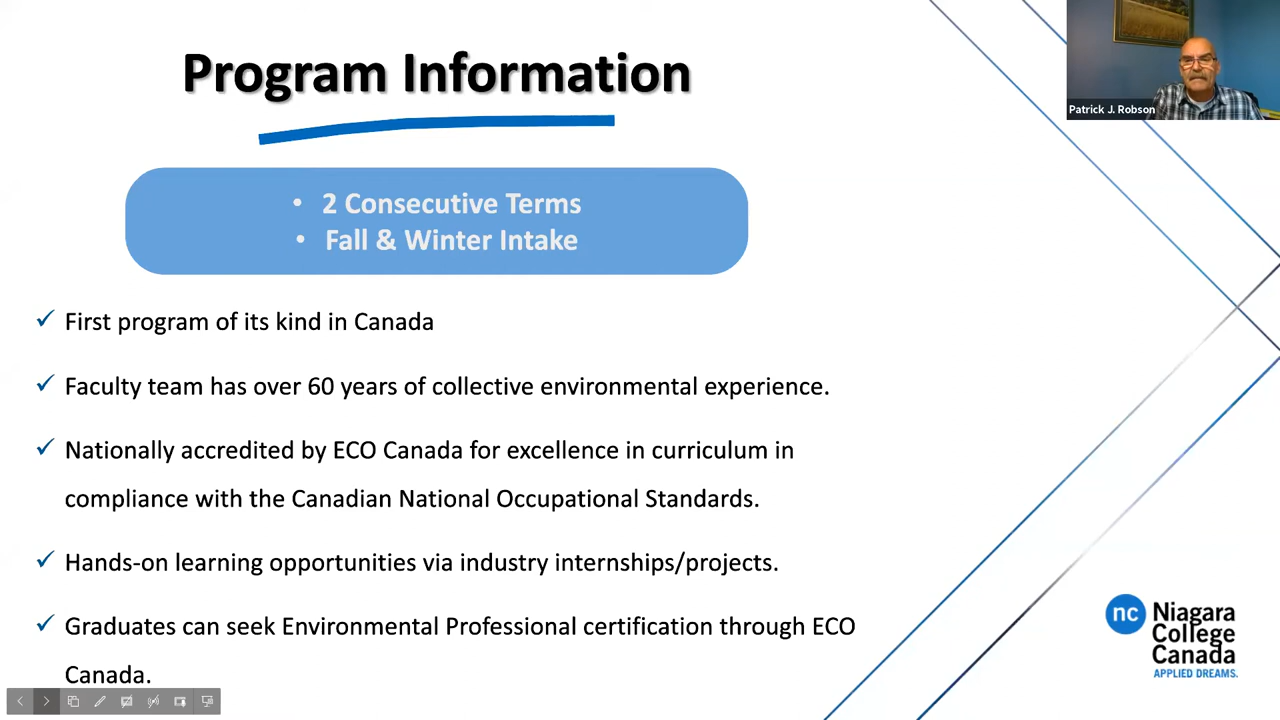 Program Information
Patrick J. Robson
• 2 Consecutive Terms
• Fall & Winter Intake
✓ First program of its kind in Canada
✓ Faculty team has over 60 years of collective environmental experience.
✓ Nationally accredited by ECO Canada for excellence in curriculum in
compliance with the Canadian National Occupational Standards.
✓ Hands-on learning opportunities via industry internships/projects.
✓ Graduates can seek Environmental Professional certification through ECO
Canada.
nc
Niagara
College
Canada
APPLIED DREAMS.